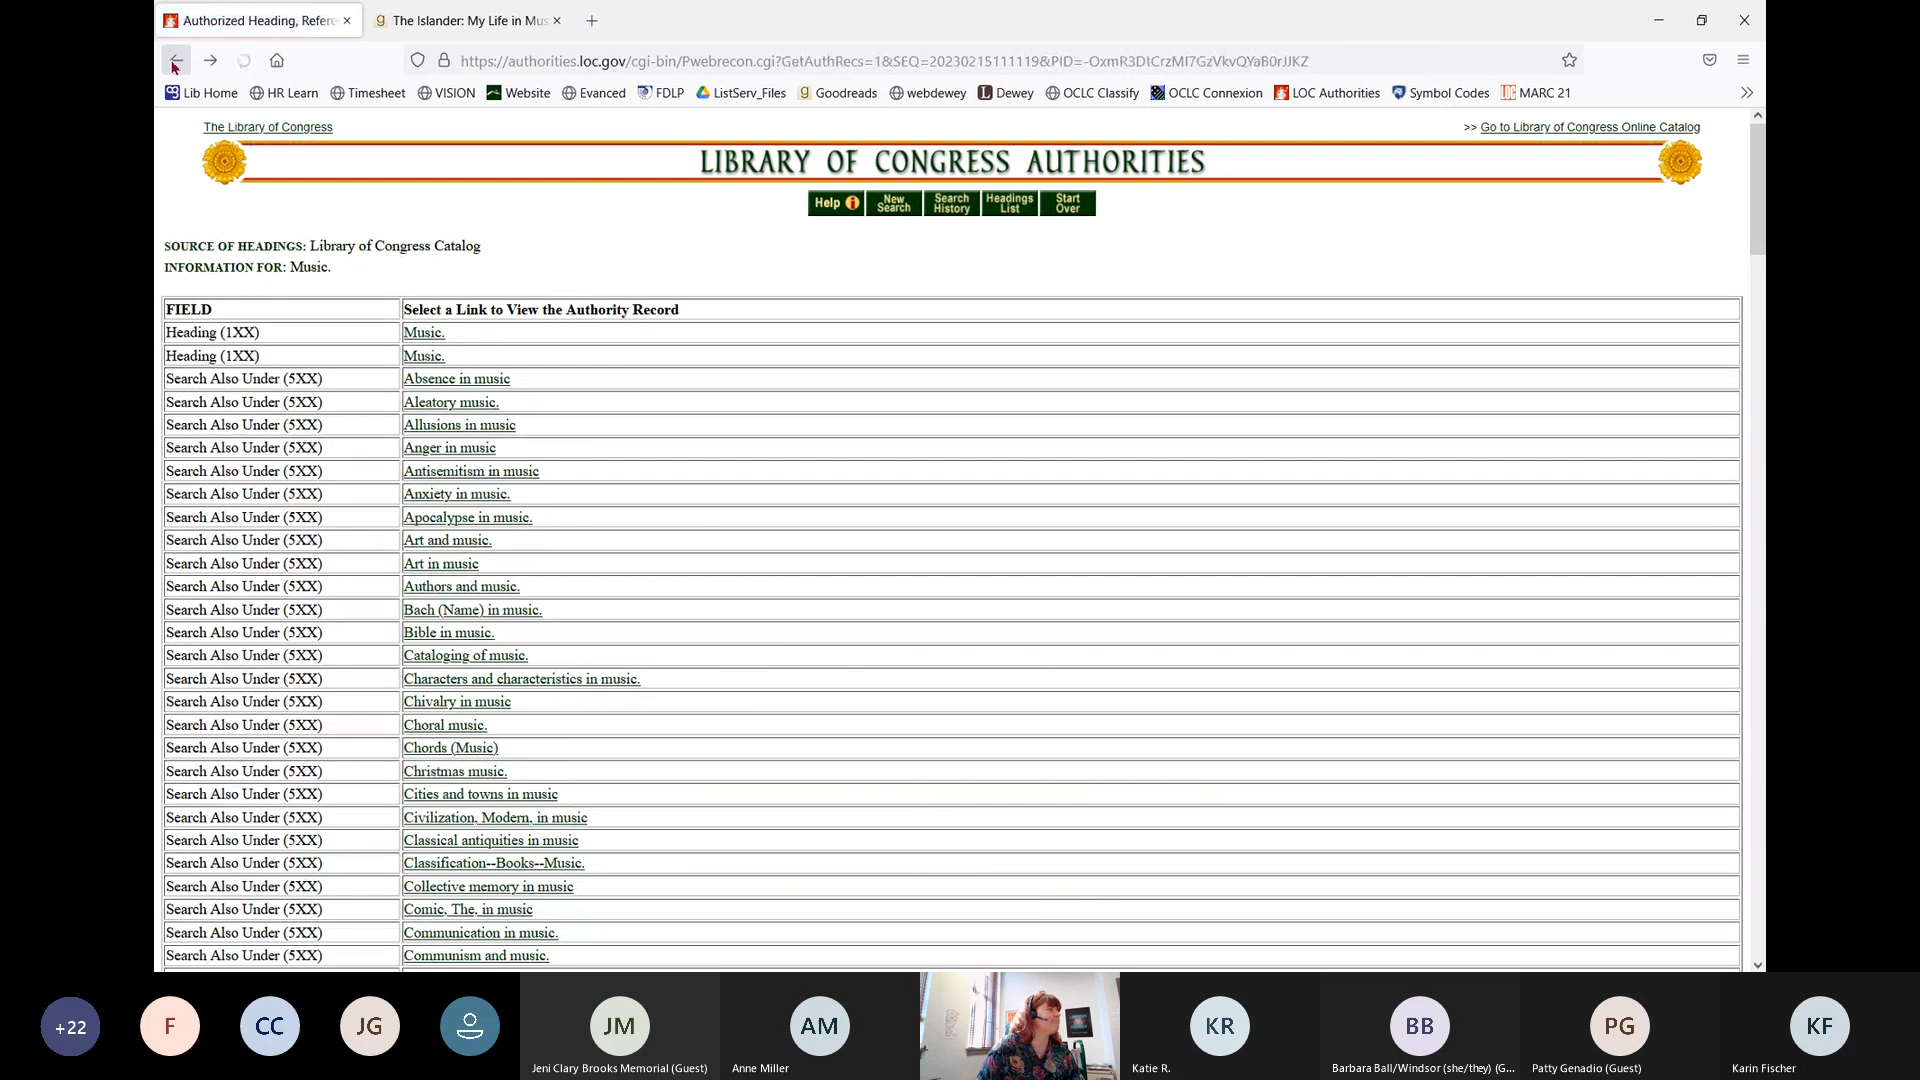 Authorized Heading, Refere
The Islander: My Life in Mus
https://authorities.loc.gov/cgi-bin/Pwebrecon.cgi?GetAuthRecs=1&SEQ=20230215111119&PID=-OxmR3DICrzMI7GzVkvQYaB0rJJKZ
Lib Home HR Learn Timesheet VISION Website Evanced FDLP ListServ_Files Goodreads webdewey Dewey OCLC Classify OCLC Connexion LOC Authorities Symbol Codes MARC 21
The Library of Congress
>> Go to Library of Congress Online Catalog
LIBRARY OF CONGRESS AUTHORITIES
Help New Search Search History Headings List Start Over
SOURCE OF HEADINGS: Library of Congress Catalog
INFORMATION FOR: Music.
FIELD Select a Link to View the Authority Record
Heading (1XX) Music.
Heading (1XX) Music.
Search Also Under (5XX) Absence in music
Search Also Under (5XX) Aleatory music.
Search Also Under (5XX) Allusions in music
Search Also Under (5XX) Anger in music
Search Also Under (5XX) Antisemitism in music
Search Also Under (5XX) Anxiety in music.
Search Also Under (5XX) Apocalypse in music.
Search Also Under (5XX) Art and music.
Search Also Under (5XX) Art in music
Search Also Under (5XX) Authors and music.
Search Also Under (5XX) Bach (Name) in music.
Search Also Under (5XX) Bible in music.
Search Also Under (5XX) Cataloging of music.
Search Also Under (5XX) Characters and characteristics in music.
Search Also Under (5XX) Chivalry in music
Search Also Under (5XX) Choral music.
Search Also Under (5XX) Chords (Music)
Search Also Under (5XX) Christmas music.
Search Also Under (5XX) Cities and towns in music
Search Also Under (5XX) Civilization, Modern, in music
Search Also Under (5XX) Classical antiquities in music
Search Also Under (5XX) Classification--Books--Music.
Search Also Under (5XX) Collective memory in music
Search Also Under (5XX) Comic, The, in music
Search Also Under (5XX) Communication in music.
Search Also Under (5XX) Communism and music.
+22 F CC JG JM AM KR BB PG KF
Jeni Clary Brooks Memorial (Guest) Anne Miller Katie R. Barbara Ball/Windsor (she/they) (G... Patty Genadio (Guest) Karin Fischer